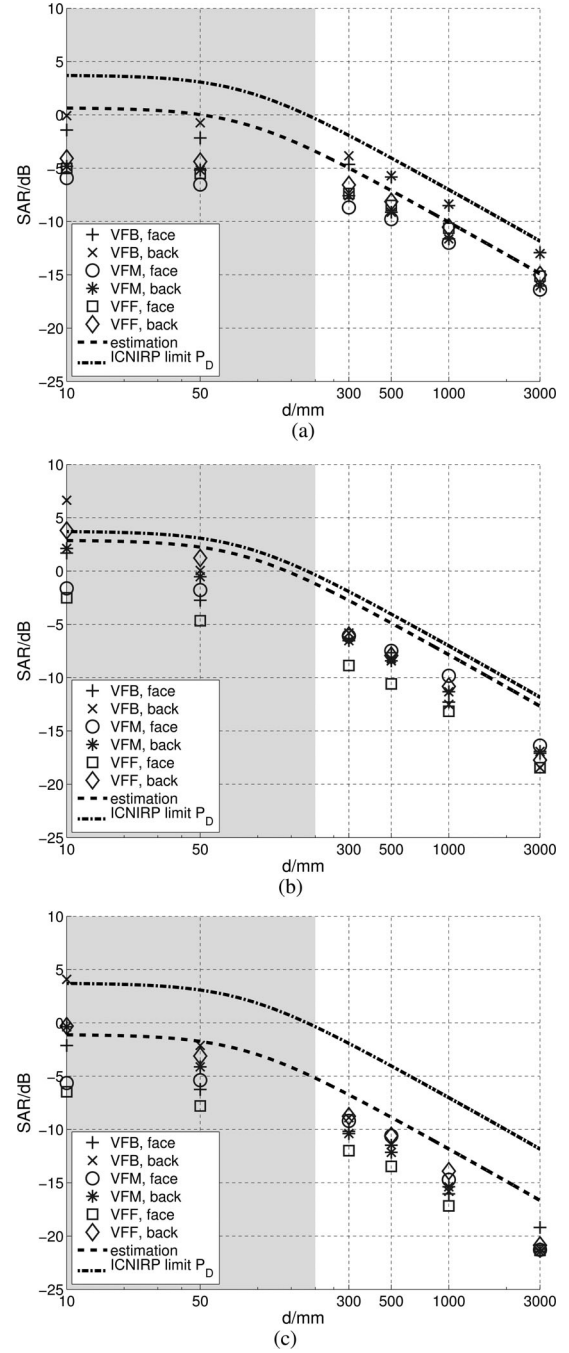 10
5
0
−5
−10
−15
−20
−25
SAR/dB
VFB, face
VFB, back
VFM, face
VFM, back
VFF, face
VFF, back
estimation
ICNIRP limit P_D
10 50 300 500 1000 3000
d/mm
(a)
10
5
0
−5
−10
−15
−20
−25
SAR/dB
VFB, face
VFB, back
VFM, face
VFM, back
VFF, face
VFF, back
estimation
ICNIRP limit P_D
10 50 300 500 1000 3000
d/mm
(b)
10
5
0
−5
−10
−15
−20
−25
SAR/dB
VFB, face
VFB, back
VFM, face
VFM, back
VFF, face
VFF, back
estimation
ICNIRP limit P_D
10 50 300 500 1000 3000
d/mm
(c)